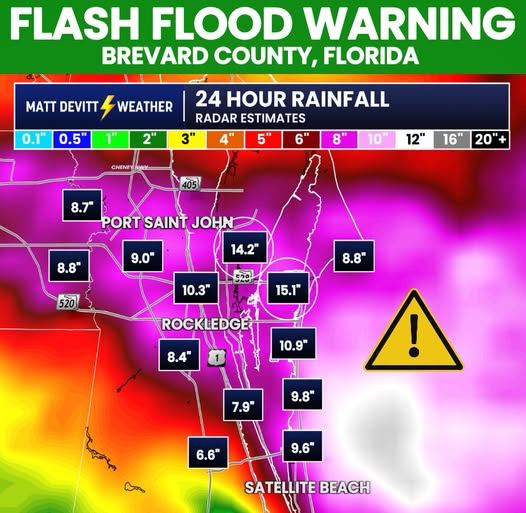 FLASH FLOOD WARNING
BREVARD COUNTY, FLORIDA
MATT DEVITT WEATHER
24 HOUR RAINFALL
RADAR ESTIMATES
0.1" 0.5" 1" 2" 3" 4" 5" 6" 8" 10" 12" 16" 20"+
CHENEY HWY
405
8.7"
PORT SAINT JOHN
14.2"
9.0"
8.8"
8.8"
528
10.3"
15.1"
520
ROCKLEDGE
!
10.9"
8.4"
1
9.8"
7.9"
9.6"
6.6"
SATELLITE BEACH